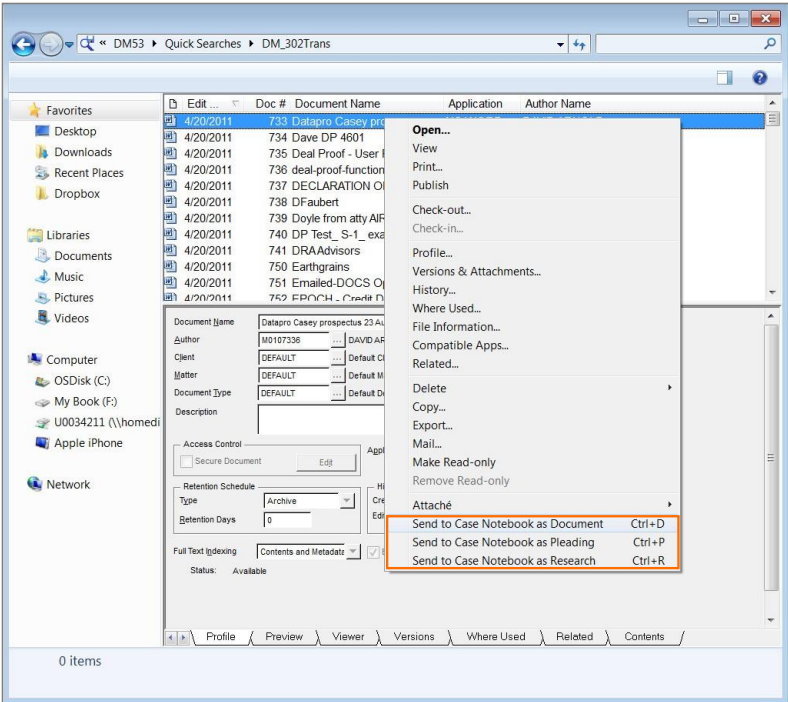 « DM53 Quick Searches DM_302Trans
Favorites
Desktop
Downloads
Recent Places
Dropbox
Libraries
Documents
Music
Pictures
Videos
Computer
OSDisk (C:)
My Book (F:)
U0034211 (\\homedi
Apple iPhone
Network
Edit ... Doc # Document Name Application Author Name
4/20/2011 733 Datapro Casey pro
4/20/2011 734 Dave DP 4601
4/20/2011 735 Deal Proof - User
4/20/2011 736 deal-proof-function
4/20/2011 737 DECLARATION O
4/20/2011 738 DFaubert
4/20/2011 739 Doyle from atty AIR
4/20/2011 740 DP Test_ S-1_ exa
4/20/2011 741 DRAAdvisors
4/20/2011 750 Earthgrains
4/20/2011 751 Emailed-DOCS Op
4/20/2011 752 EPOCH - Credit D
Open...
View
Print...
Publish
Check-out...
Check-in...
Profile...
Versions & Attachments...
History...
Where Used...
File Information...
Compatible Apps...
Related...
Delete
Copy...
Export...
Mail...
Make Read-only
Remove Read-only
Attaché
Send to Case Notebook as Document Ctrl+D
Send to Case Notebook as Pleading Ctrl+P
Send to Case Notebook as Research Ctrl+R
Document Name Datapro Casey prospectus 23 Au
Author M0107336 ... DAVID AR
Client DEFAULT ... Default Cl
Matter DEFAULT ... Default M
Document Type DEFAULT ... Default D
Description
Access Control
Secure Document Edit
Appl
Retention Schedule
Type Archive
Retention Days 0
Hi
Cre
Edi
Full Text Indexing Contents and Metadata
Status: Available
Profile Preview Viewer Versions Where Used Related Contents
0 items